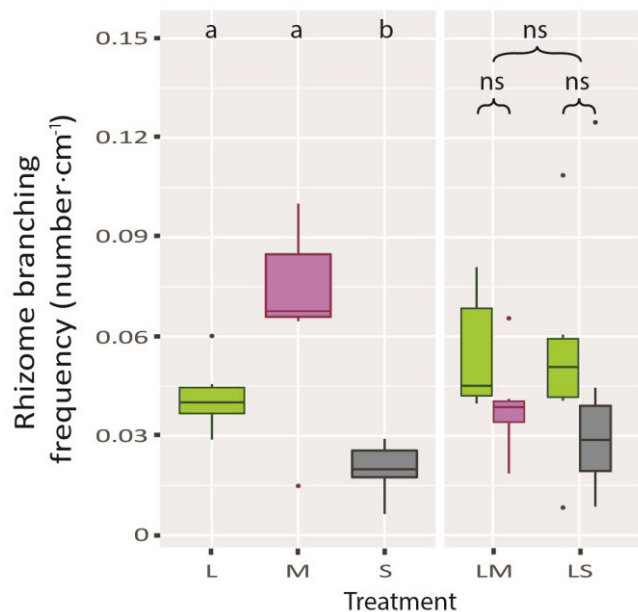 Rhizome branching
frequency (number·cm⁻¹)
0.15
0.12
0.09
0.06
0.03
0
a a b
ns
ns ns
L M S LM LS
Treatment